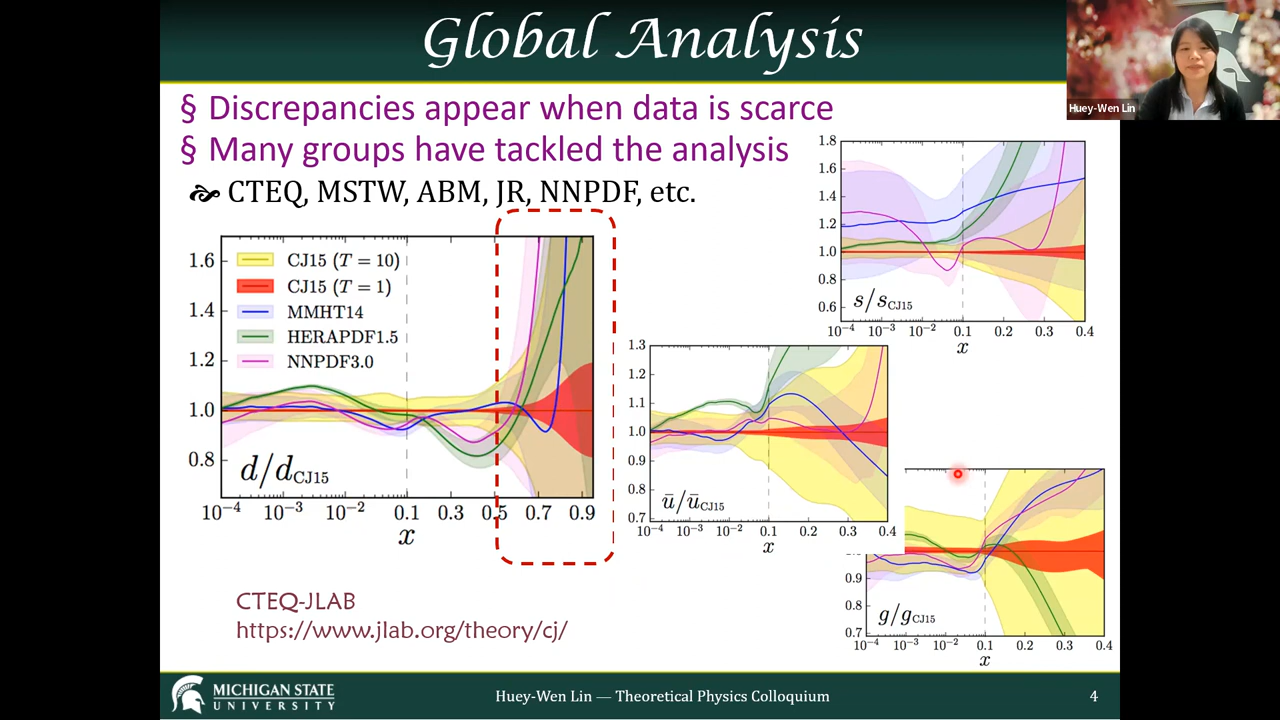 Global Analysis
Huey-Wen Lin
§ Discrepancies appear when data is scarce
§ Many groups have tackled the analysis
CTEQ, MSTW, ABM, JR, NNPDF, etc.
1.6
1.4
1.2
1.0
0.8
CJ15 (T = 10)
CJ15 (T = 1)
MMHT14
HERAPDF1.5
NNPDF3.0
d/dCJ15
10⁻⁴ 10⁻³ 10⁻² 0.1 0.3 0.5 0.7 0.9
x
1.8
1.6
1.4
1.2
1.0
0.8
0.6
s/sCJ15
10⁻⁴ 10⁻³ 10⁻² 0.1 0.2 0.3 0.4
x
1.3
1.2
1.1
1.0
0.9
0.8
0.7
ū/ūCJ15
10⁻⁴ 10⁻³ 10⁻² 0.1 0.2 0.3 0.4
x
0.9
0.8
0.7
g/gCJ15
10⁻⁴ 10⁻³ 10⁻² 0.1 0.2 0.3 0.4
x
CTEQ-JLAB
https://www.jlab.org/theory/cj/
MICHIGAN STATE
UNIVERSITY
Huey-Wen Lin — Theoretical Physics Colloquium
4